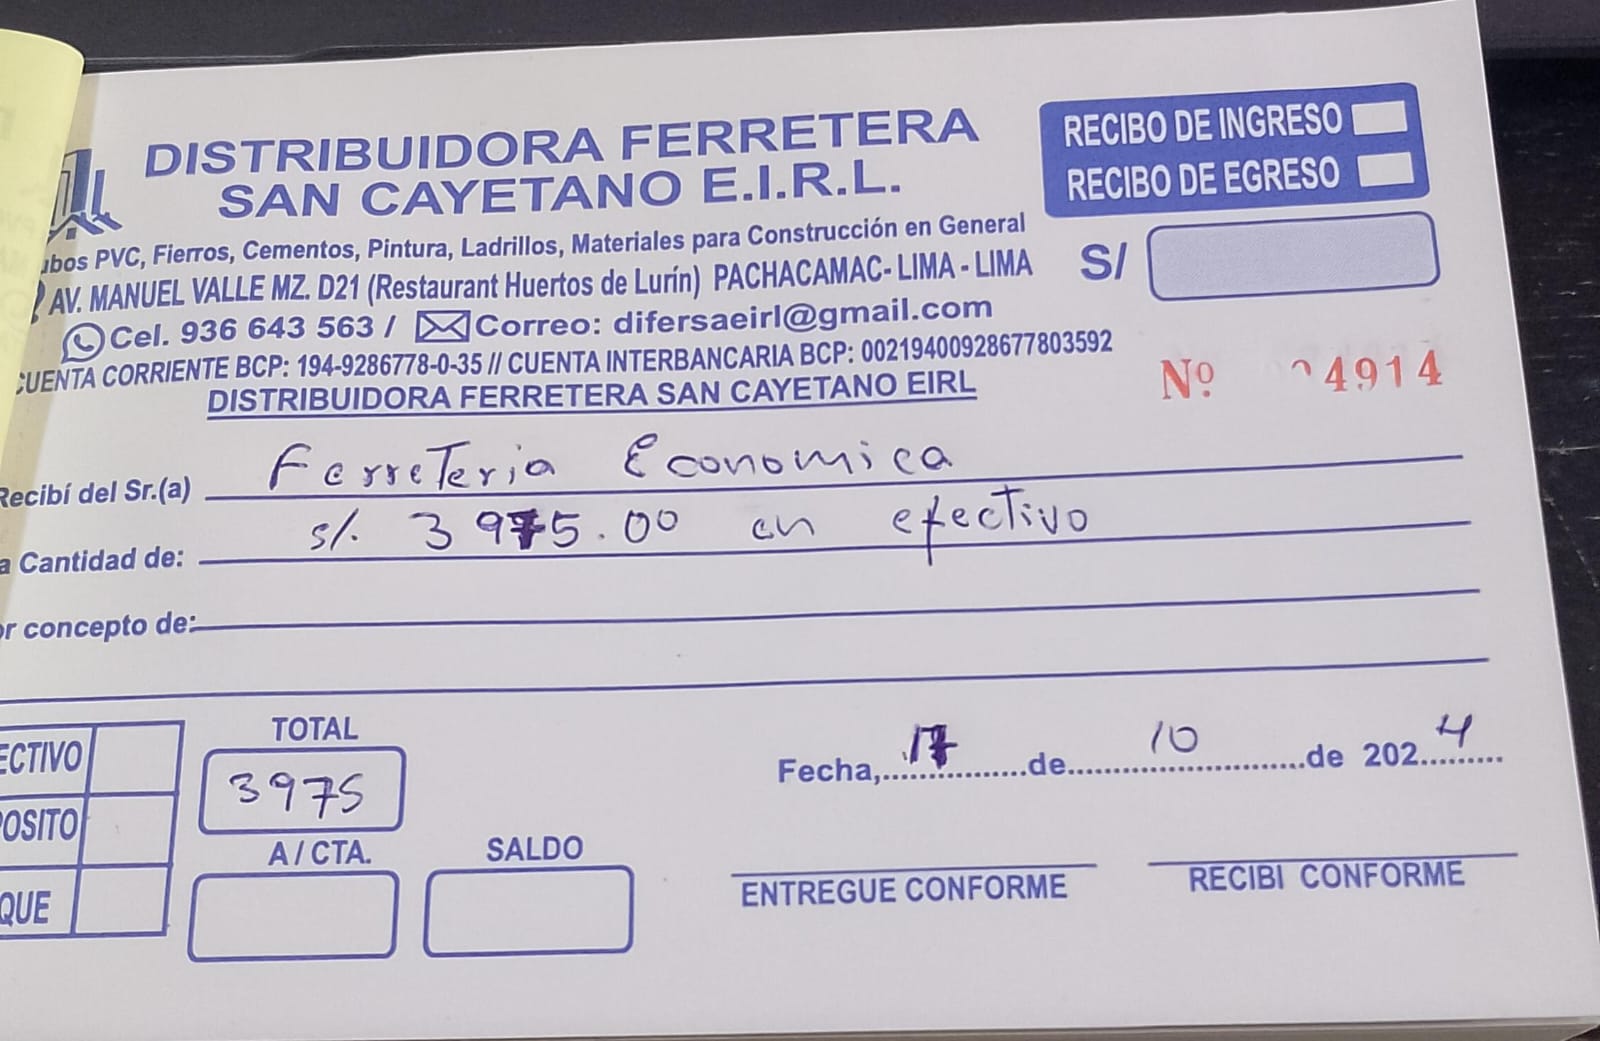 DISTRIBUIDORA FERRETERA
SAN CAYETANO E.I.R.L.
RECIBO DE INGRESO
RECIBO DE EGRESO
ubos PVC, Fierros, Cementos, Pintura, Ladrillos, Materiales para Construcción en General
AV. MANUEL VALLE MZ. D21 (Restaurant Huertos de Lurín) PACHACAMAC- LIMA - LIMA
S/
Cel. 936 643 563 / Correo: difersaeirl@gmail.com
CUENTA CORRIENTE BCP: 194-9286778-0-35 // CUENTA INTERBANCARIA BCP: 00219400928677803592
DISTRIBUIDORA FERRETERA SAN CAYETANO EIRL
Nº 4914
Recibí del Sr.(a) Ferreteria Economica
a Cantidad de: s/. 3975.00 en efectivo
or concepto de:
ECTIVO
OSITO
QUE
TOTAL
3975
A / CTA.
SALDO
Fecha, 17 de 10 de 2024
ENTREGUE CONFORME
RECIBI CONFORME